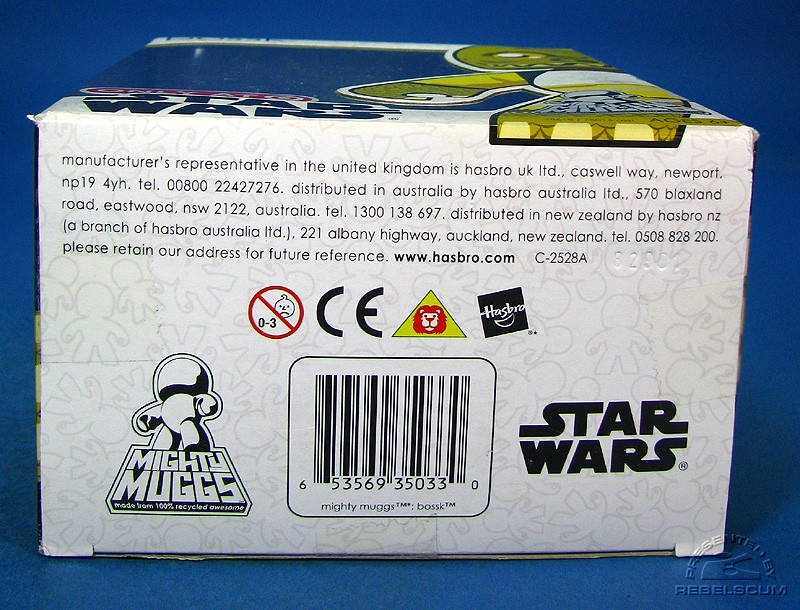 STAR
WARS®
AGES
manufacturer's representative in the united kingdom is hasbro uk ltd., caswell way, newport,
np19 4yh. tel. 00800 22427276. distributed in australia by hasbro australia ltd., 570 blaxland
road, eastwood, nsw 2122, australia. tel. 1300 138 697. distributed in new zealand by hasbro nz
(a branch of hasbro australia ltd.), 221 albany highway, auckland, new zealand. tel. 0508 828 200.
please retain our address for future reference. www.hasbro.com C-2528A
0-3 CE Hasbro ®*
MIGHTY
MUGGS
made from 100% recycled awesome
6 53569 35033 0
mighty muggs™*: bossk™
STAR
WARS®
PRESENTED BY
REBELSCUM